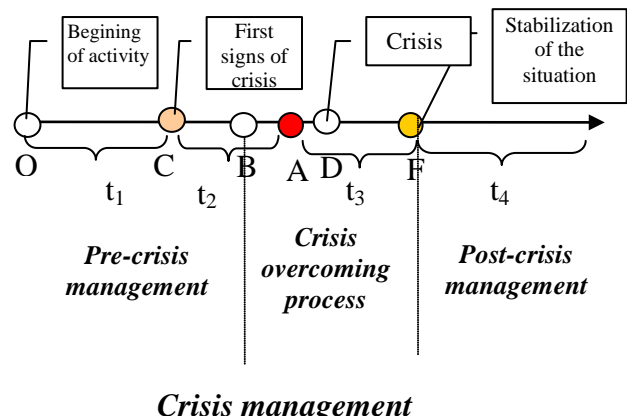 Begining
of activity
First
signs of
crisis
Crisis
Stabilization
of the
situation
O
C
B
A
D
F
t1
t2
t3
t4
Pre-crisis
management
Crisis
overcoming
process
Post-crisis
management
Crisis management